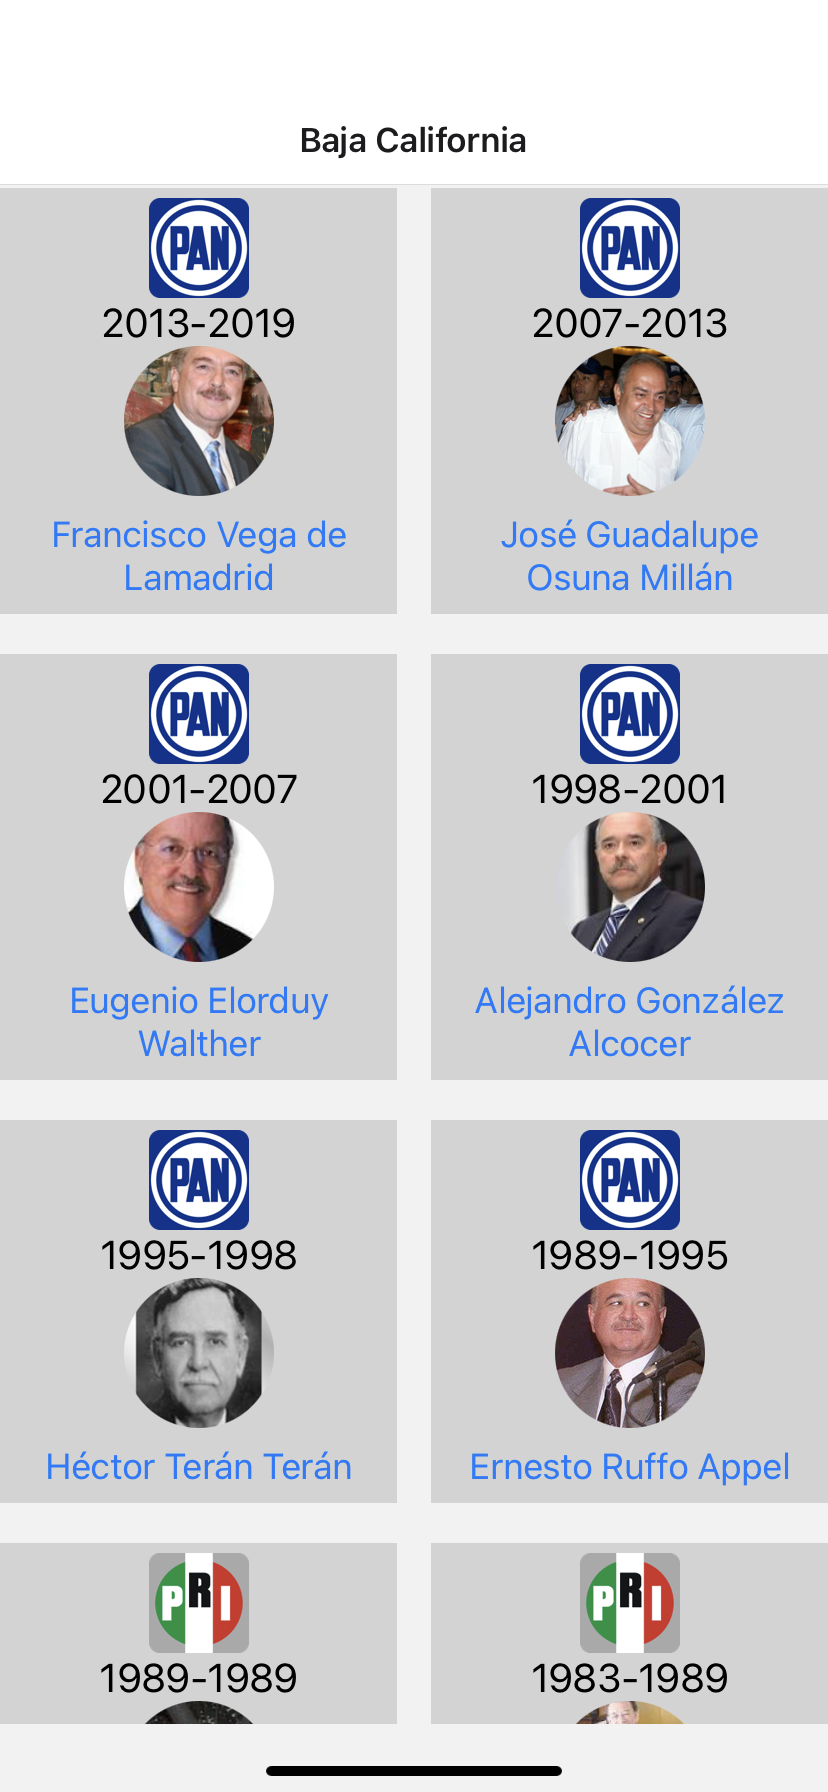 Baja California
PAN
2013-2019
Francisco Vega de
Lamadrid
PAN
2007-2013
José Guadalupe
Osuna Millán
PAN
2001-2007
Eugenio Elorduy
Walther
PAN
1998-2001
Alejandro González
Alcocer
PAN
1995-1998
Héctor Terán Terán
PAN
1989-1995
Ernesto Ruffo Appel
PRI
1989-1989
PRI
1983-1989